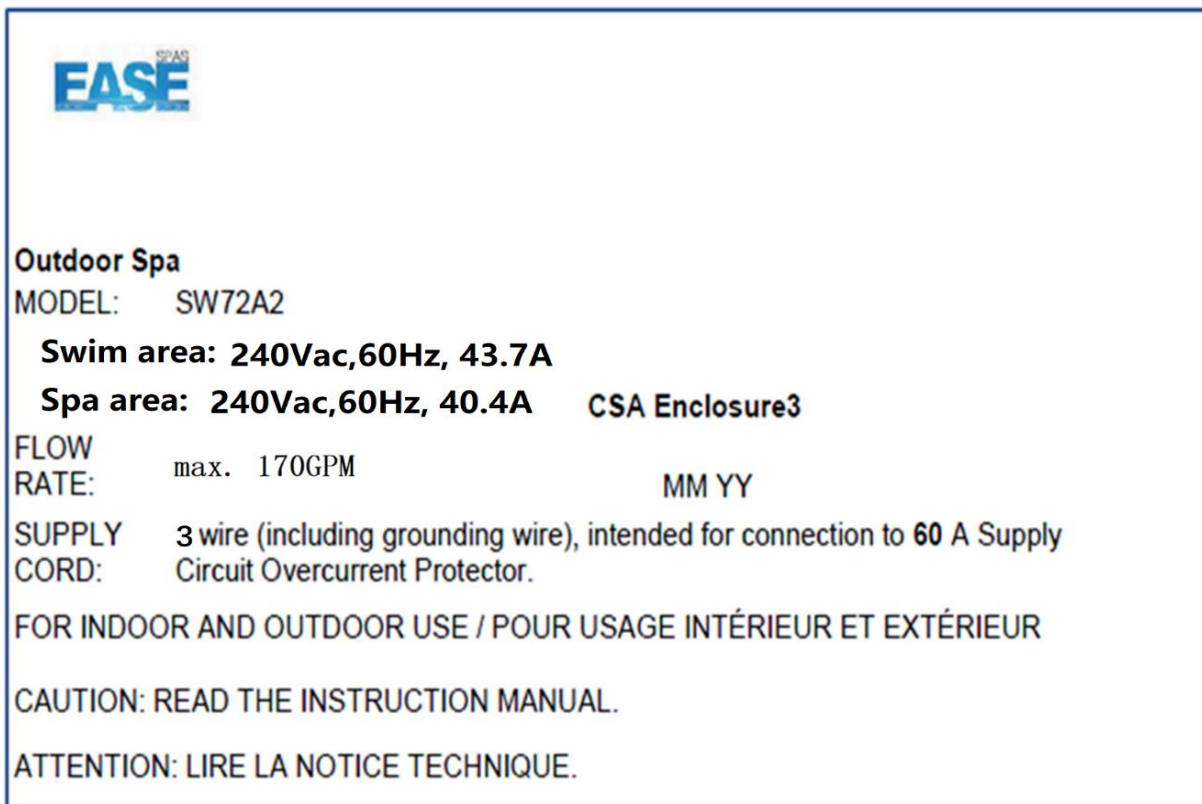 SPAS
EASE
Outdoor Spa
MODEL: SW72A2
Swim area: 240Vac,60Hz, 43.7A
Spa area: 240Vac,60Hz, 40.4A CSA Enclosure3
FLOW RATE: max. 170GPM
MM YY
SUPPLY CORD: 3 wire (including grounding wire), intended for connection to 60 A Supply
Circuit Overcurrent Protector.
FOR INDOOR AND OUTDOOR USE / POUR USAGE INTÉRIEUR ET EXTÉRIEUR
CAUTION: READ THE INSTRUCTION MANUAL.
ATTENTION: LIRE LA NOTICE TECHNIQUE.